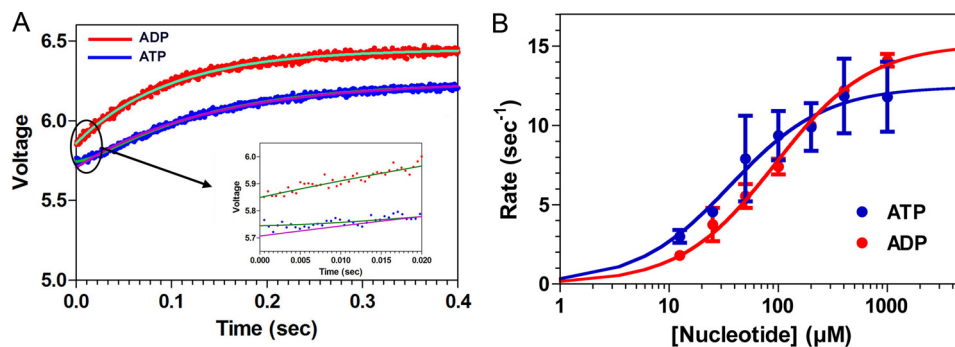 A
ADP
ATP
6.5
6.0
5.5
5.0
Voltage
0.0 0.1 0.2 0.3 0.4
Time (sec)
6.0
5.9
5.8
5.7
Voltage
0.000 0.005 0.010 0.015 0.020
Time (sec)
B
15
10
5
0
Rate (sec-1)
ATP
ADP
1 10 100 1000
[Nucleotide] (µM)